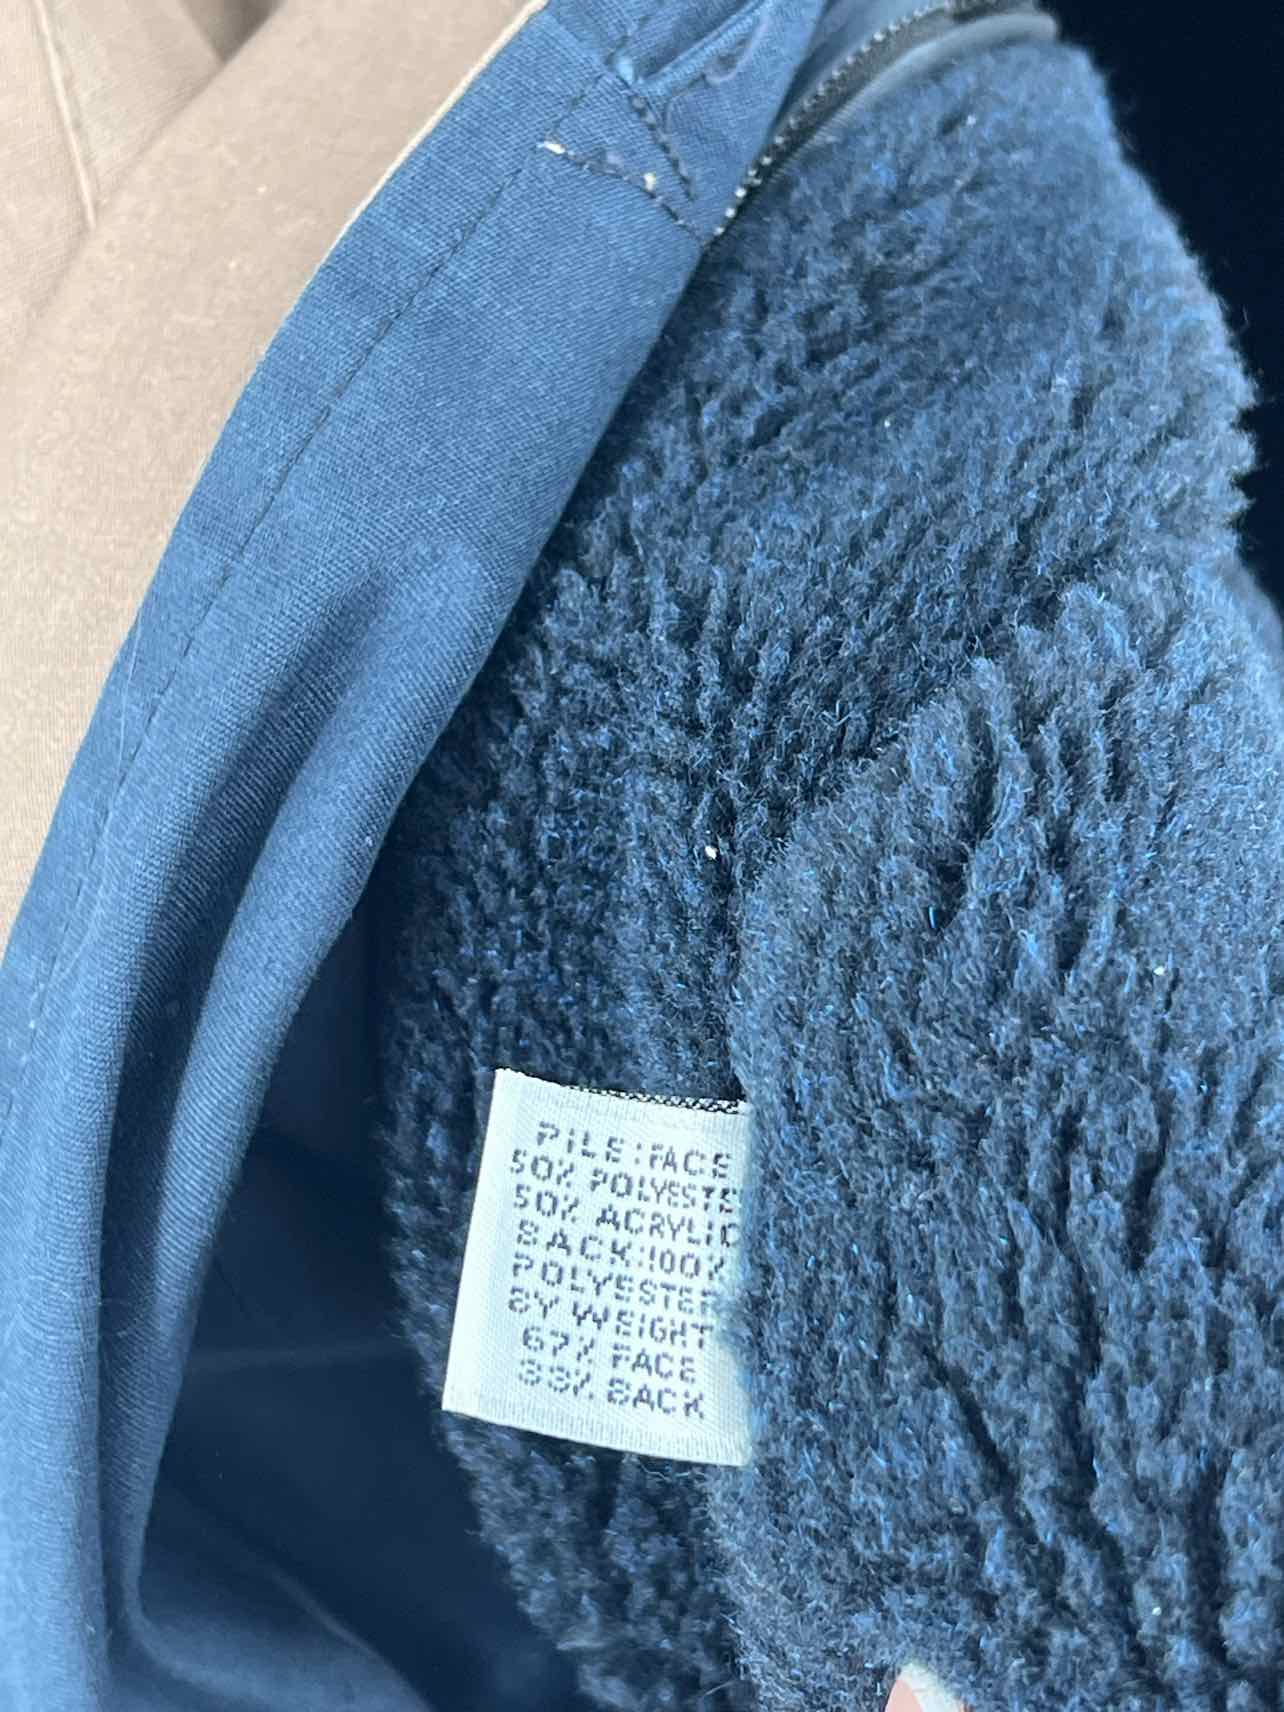 PILE:FACE
50% POLYESTE
50% ACRYLIC
BACK:100%
POLYESTER
BY WEIGHT
67% FACE
33% BACK